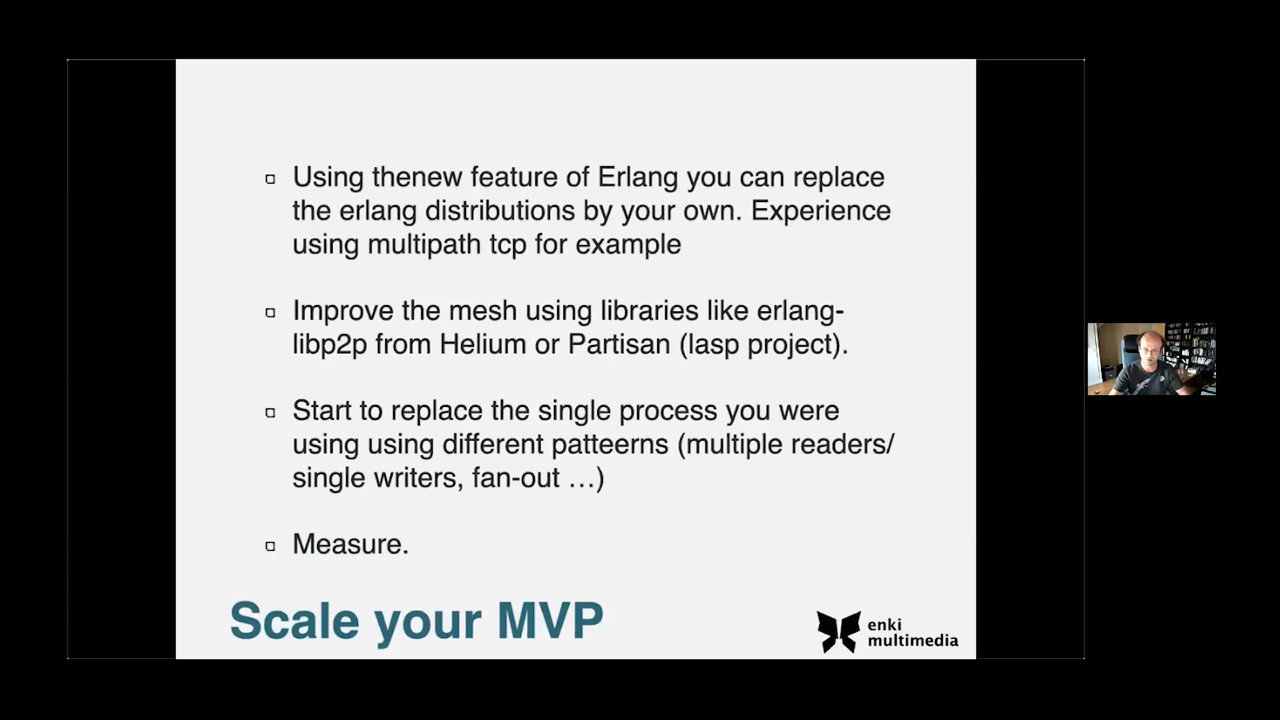 Using thenew feature of Erlang you can replace
the erlang distributions by your own. Experience
using multipath tcp for example
Improve the mesh using libraries like erlang-
libp2p from Helium or Partisan (lasp project).
Start to replace the single process you were
using using different patteerns (multiple readers/
single writers, fan-out …)
Measure.
Scale your MVP
enki
multimedia